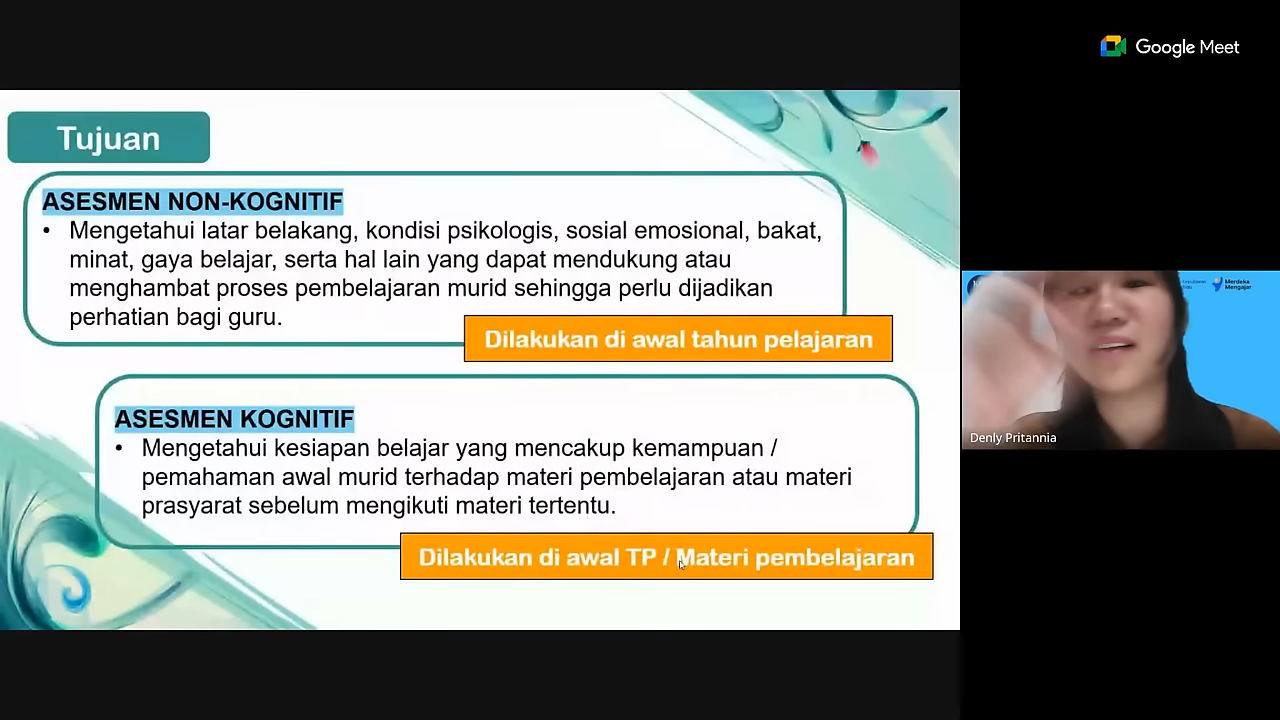 Google Meet
Tujuan
ASESMEN NON-KOGNITIF
• Mengetahui latar belakang, kondisi psikologis, sosial emosional, bakat,
minat, gaya belajar, serta hal lain yang dapat mendukung atau
menghambat proses pembelajaran murid sehingga perlu dijadikan
perhatian bagi guru.
Dilakukan di awal tahun pelajaran
ASESMEN KOGNITIF
• Mengetahui kesiapan belajar yang mencakup kemampuan /
pemahaman awal murid terhadap materi pembelajaran atau materi
prasyarat sebelum mengikuti materi tertentu.
Dilakukan di awal TP / Materi pembelajaran
Merdeka
Mengajar
Denly Pritannia